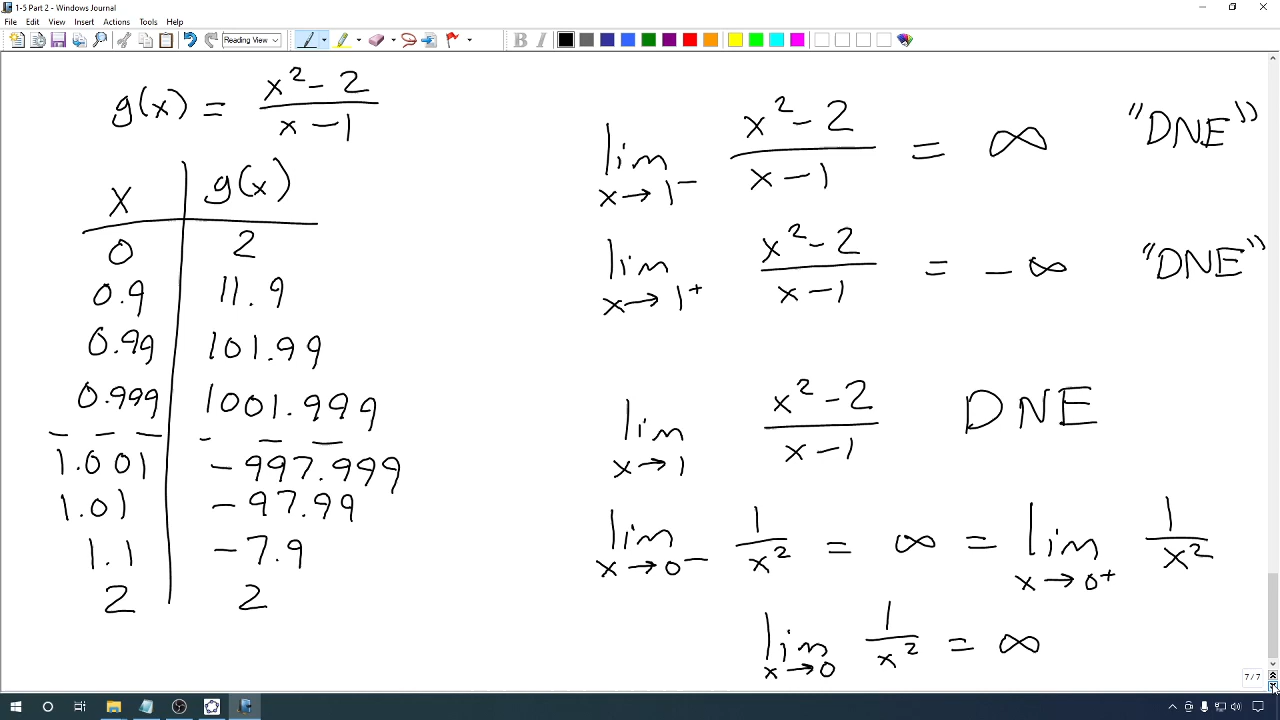 1-5 Part 2 - Windows Journal
File Edit View Insert Actions Tools Help
Reading View
B I
g(x) = (x² - 2)/(x - 1)
x | g(x)
0 | 2
0.9 | 11.9
0.99 | 101.99
0.999 | 1001.999
1.001 | -997.999
1.01 | -97.99
1.1 | -7.9
2 | 2
lim x→1⁻ (x² - 2)/(x - 1) = ∞ "DNE"
lim x→1⁺ (x² - 2)/(x - 1) = -∞ "DNE"
lim x→1 (x² - 2)/(x - 1) DNE
lim x→0⁻ 1/x² = ∞ = lim x→0⁺ 1/x²
lim x→0 1/x² = ∞
7/7